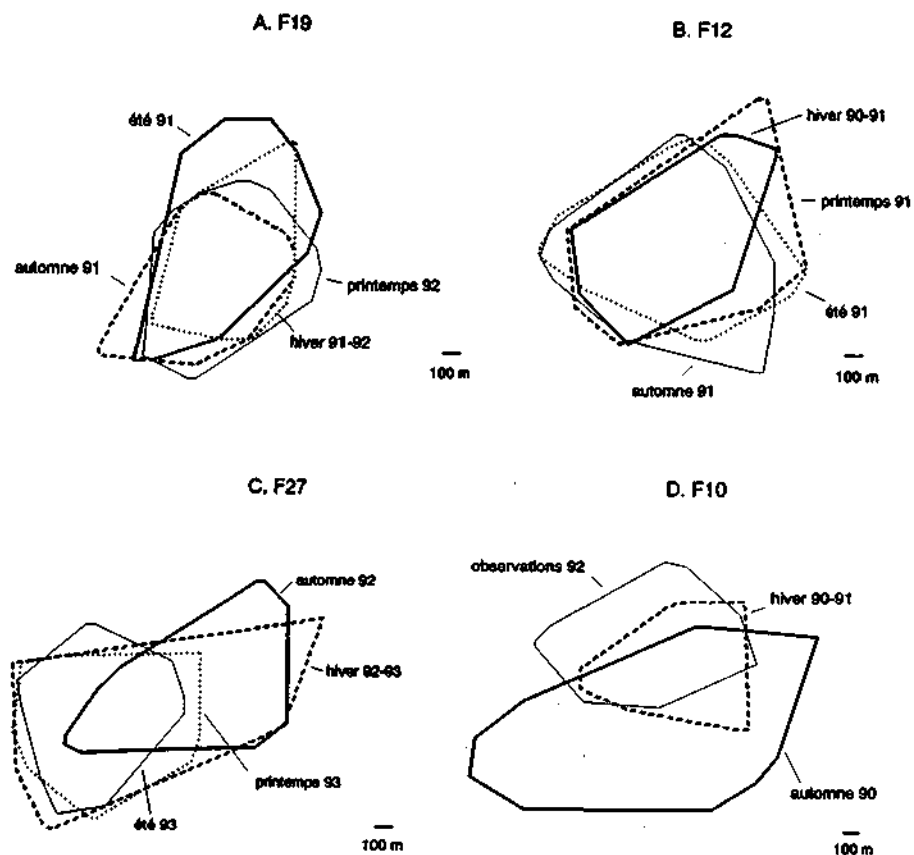 A. F19
B. F12
été 91
hiver 90-91
printemps 91
automne 91
printemps 92
été 91
hiver 91-92
100 m
100 m
automne 91
C. F27
D. F10
observations 92
automne 92
hiver 90-91
hiver 92-93
printemps 93
automne 90
été 93
100 m
100 m